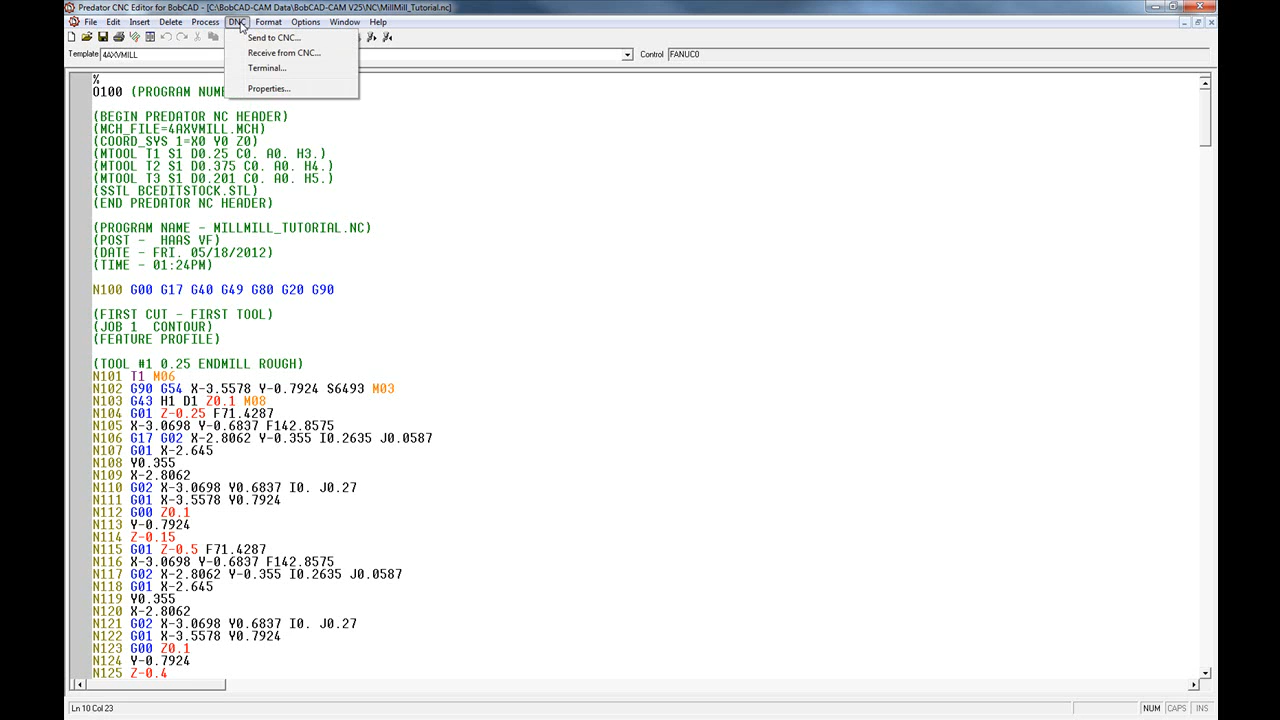 Predator CNC Editor for BobCAD - [C:\BobCAD-CAM Data\BobCAD-CAM V25\NC\MillMill_Tutorial.nc]
File Edit Insert Delete Process DNC Format Options Window Help
Send to CNC...
Receive from CNC...
Terminal...
Properties...
Template 4AXVMILL Control FANUC0
%
O100 (PROGRAM NUM
(BEGIN PREDATOR NC HEADER)
(MCH_FILE=4AXVMILL.MCH)
(COORD_SYS 1=X0 Y0 Z0)
(MTOOL T1 S1 D0.25 C0. A0. H3.)
(MTOOL T2 S1 D0.375 C0. A0. H4.)
(MTOOL T3 S1 D0.201 C0. A0. H5.)
(SSTL BCEDITSTOCK.STL)
(END PREDATOR NC HEADER)
(PROGRAM NAME - MILLMILL_TUTORIAL.NC)
(POST -  HAAS VF)
(DATE - FRI. 05/18/2012)
(TIME - 01:24PM)
N100 G00 G17 G40 G49 G80 G20 G90
(FIRST CUT - FIRST TOOL)
(JOB 1  CONTOUR)
(FEATURE PROFILE)
(TOOL #1 0.25 ENDMILL ROUGH)
N101 T1 M06
N102 G90 G54 X-3.5578 Y-0.7924 S6493 M03
N103 G43 H1 D1 Z0.1 M08
N104 G01 Z-0.25 F71.4287
N105 X-3.0698 Y-0.6837 F142.8575
N106 G17 G02 X-2.8062 Y-0.355 I0.2635 J0.0587
N107 G01 X-2.645
N108 Y0.355
N109 X-2.8062
N110 G02 X-3.0698 Y0.6837 I0. J0.27
N111 G01 X-3.5578 Y0.7924
N112 G00 Z0.1
N113 Y-0.7924
N114 Z-0.15
N115 G01 Z-0.5 F71.4287
N116 X-3.0698 Y-0.6837 F142.8575
N117 G02 X-2.8062 Y-0.355 I0.2635 J0.0587
N118 G01 X-2.645
N119 Y0.355
N120 X-2.8062
N121 G02 X-3.0698 Y0.6837 I0. J0.27
N122 G01 X-3.5578 Y0.7924
N123 G00 Z0.1
N124 Y-0.7924
N125 Z-0.4
Ln 10 Col 23 NUM CAPS INS